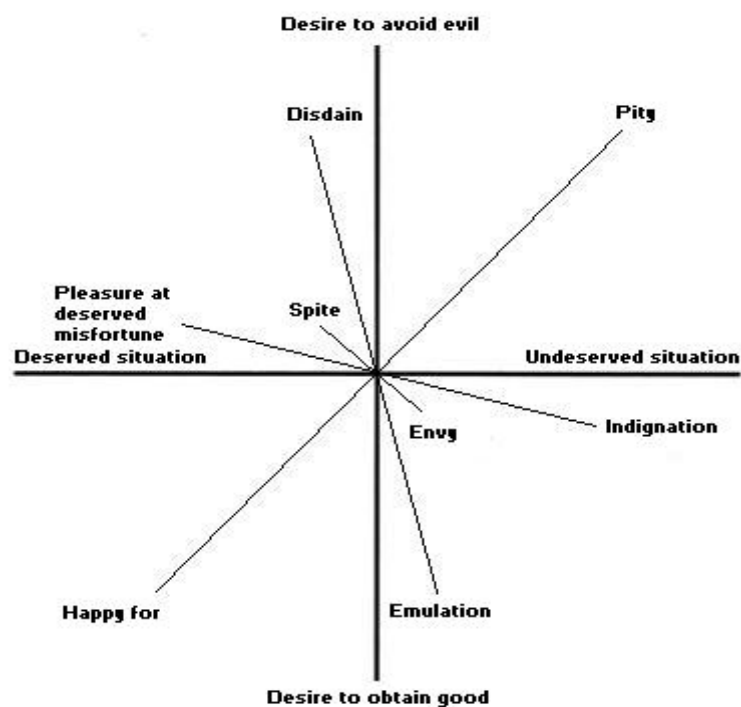 Desire to avoid evil
Disdain
Pity
Pleasure at
deserved
misfortune
Spite
Deserved situation
Undeserved situation
Envy
Indignation
Happy for
Emulation
Desire to obtain good